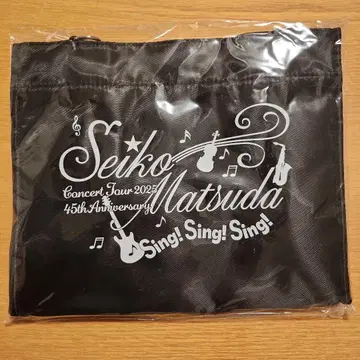 Seiko
Matsuda
Concert Tour 2025
45th Anniversary
Sing! Sing! Sing!